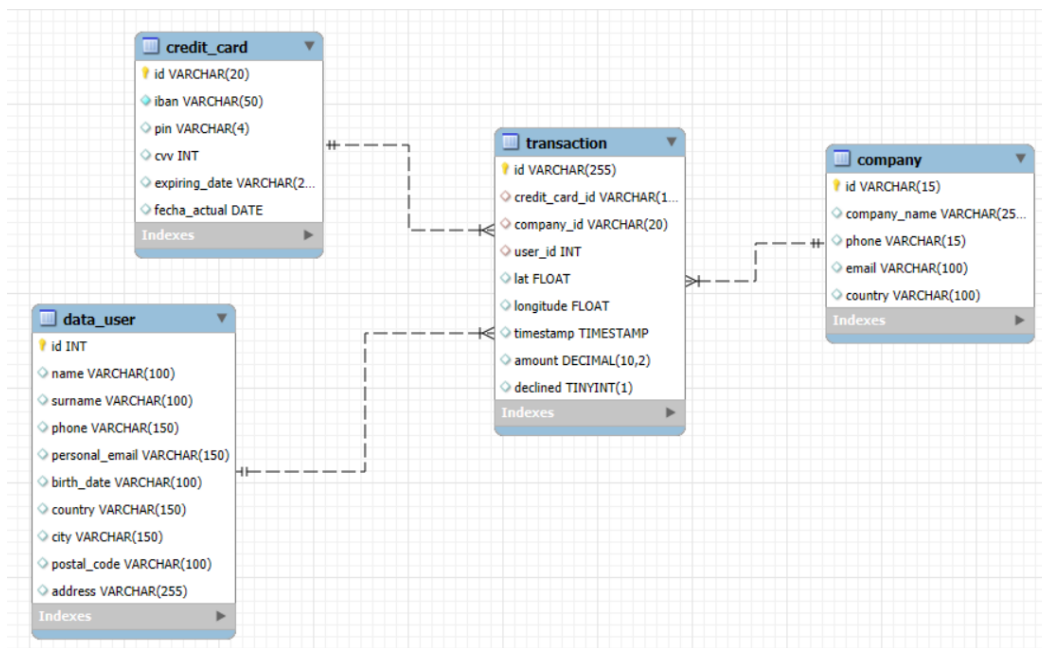 credit_card
id VARCHAR(20)
iban VARCHAR(50)
pin VARCHAR(4)
cvv INT
expiring_date VARCHAR(2...
fecha_actual DATE
Indexes
transaction
id VARCHAR(255)
credit_card_id VARCHAR(1...
company_id VARCHAR(20)
user_id INT
lat FLOAT
longitude FLOAT
timestamp TIMESTAMP
amount DECIMAL(10,2)
declined TINYINT(1)
Indexes
company
id VARCHAR(15)
company_name VARCHAR(25...
phone VARCHAR(15)
email VARCHAR(100)
country VARCHAR(100)
Indexes
data_user
id INT
name VARCHAR(100)
surname VARCHAR(100)
phone VARCHAR(150)
personal_email VARCHAR(150)
birth_date VARCHAR(100)
country VARCHAR(150)
city VARCHAR(150)
postal_code VARCHAR(100)
address VARCHAR(255)
Indexes